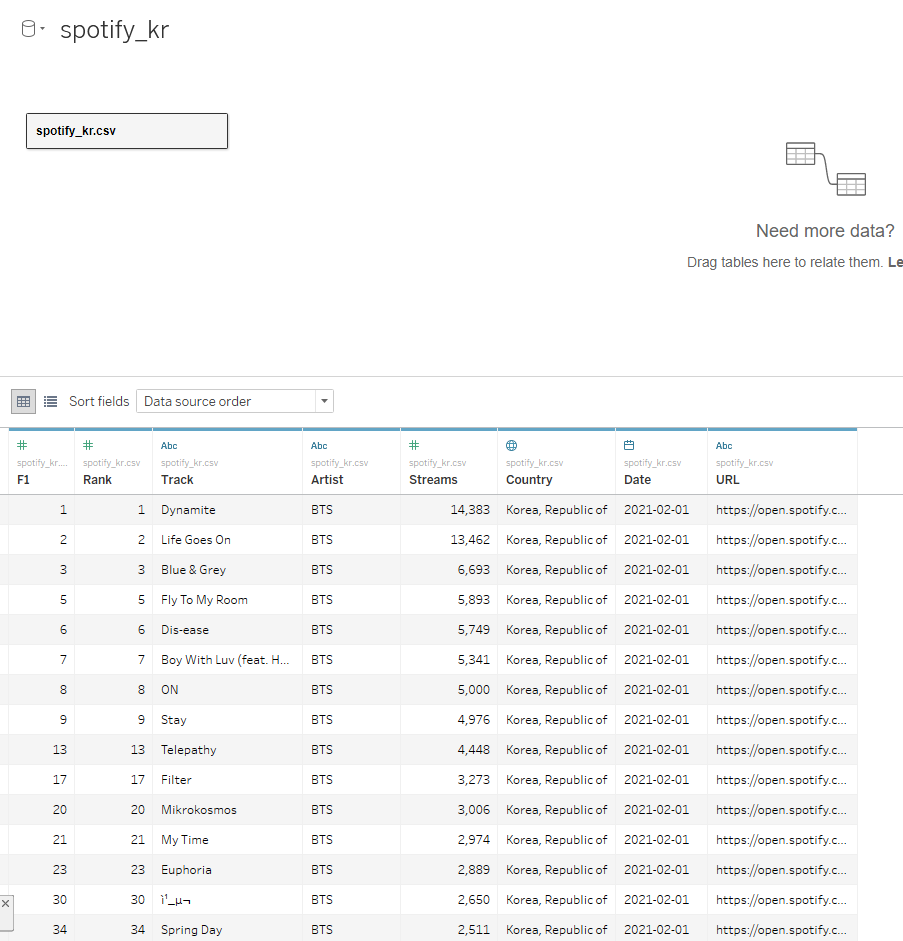 spotify_kr
spotify_kr.csv
Need more data?
Drag tables here to relate them. Le
Sort fields Data source order
# # Abc Abc # Abc
spotify_kr.... spotify_kr.csv spotify_kr.csv spotify_kr.csv spotify_kr.csv spotify_kr.csv spotify_kr.csv spotify_kr.csv
F1 Rank Track Artist Streams Country Date URL
1 1 Dynamite BTS 14,383 Korea, Republic of 2021-02-01 https://open.spotify.c...
2 2 Life Goes On BTS 13,462 Korea, Republic of 2021-02-01 https://open.spotify.c...
3 3 Blue & Grey BTS 6,693 Korea, Republic of 2021-02-01 https://open.spotify.c...
5 5 Fly To My Room BTS 5,893 Korea, Republic of 2021-02-01 https://open.spotify.c...
6 6 Dis-ease BTS 5,749 Korea, Republic of 2021-02-01 https://open.spotify.c...
7 7 Boy With Luv (feat. H... BTS 5,341 Korea, Republic of 2021-02-01 https://open.spotify.c...
8 8 ON BTS 5,000 Korea, Republic of 2021-02-01 https://open.spotify.c...
9 9 Stay BTS 4,976 Korea, Republic of 2021-02-01 https://open.spotify.c...
13 13 Telepathy BTS 4,448 Korea, Republic of 2021-02-01 https://open.spotify.c...
17 17 Filter BTS 3,273 Korea, Republic of 2021-02-01 https://open.spotify.c...
20 20 Mikrokosmos BTS 3,006 Korea, Republic of 2021-02-01 https://open.spotify.c...
21 21 My Time BTS 2,974 Korea, Republic of 2021-02-01 https://open.spotify.c...
23 23 Euphoria BTS 2,889 Korea, Republic of 2021-02-01 https://open.spotify.c...
30 30 ì¹_µ¬ BTS 2,650 Korea, Republic of 2021-02-01 https://open.spotify.c...
34 34 Spring Day BTS 2,511 Korea, Republic of 2021-02-01 https://open.spotify.c...